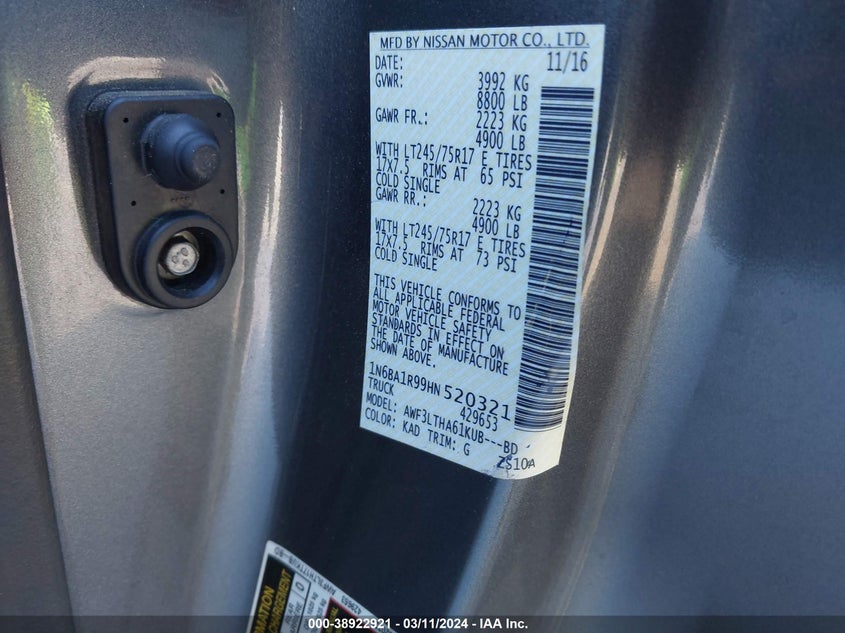 MFD BY NISSAN MOTOR CO., LTD.
DATE: 11/16
GVWR: 3992 KG
8800 LB
GAWR FR.: 2223 KG
4900 LB
WITH LT245/75R17 E TIRES
17X7.5 RIMS AT 65 PSI
COLD SINGLE
GAWR RR.: 2223 KG
4900 LB
WITH LT245/75R17 E TIRES
17X7.5 RIMS AT 73 PSI
COLD SINGLE
THIS VEHICLE CONFORMS TO
ALL APPLICABLE FEDERAL
MOTOR VEHICLE SAFETY
STANDARDS IN EFFECT ON
THE DATE OF MANUFACTURE
SHOWN ABOVE.
1N6BA1R99HN520321
TRUCK 429653
MODEL: AWF3LTHA61KUB---BD
COLOR: KAD TRIM: G ZS10A
429653
000-38922921 - 03/11/2024 - IAA Inc.